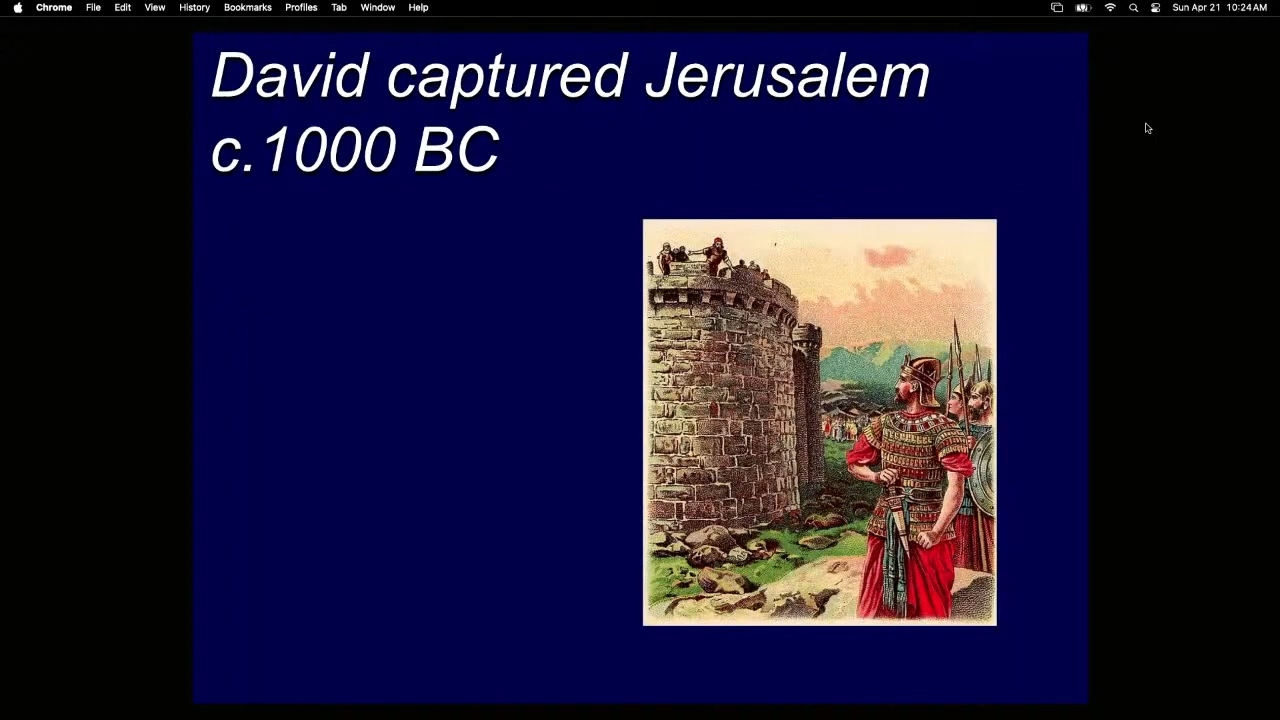 Chrome File Edit View History Bookmarks Profiles Tab Window Help Sun Apr 21 10:24 AM
David captured Jerusalem
c.1000 BC